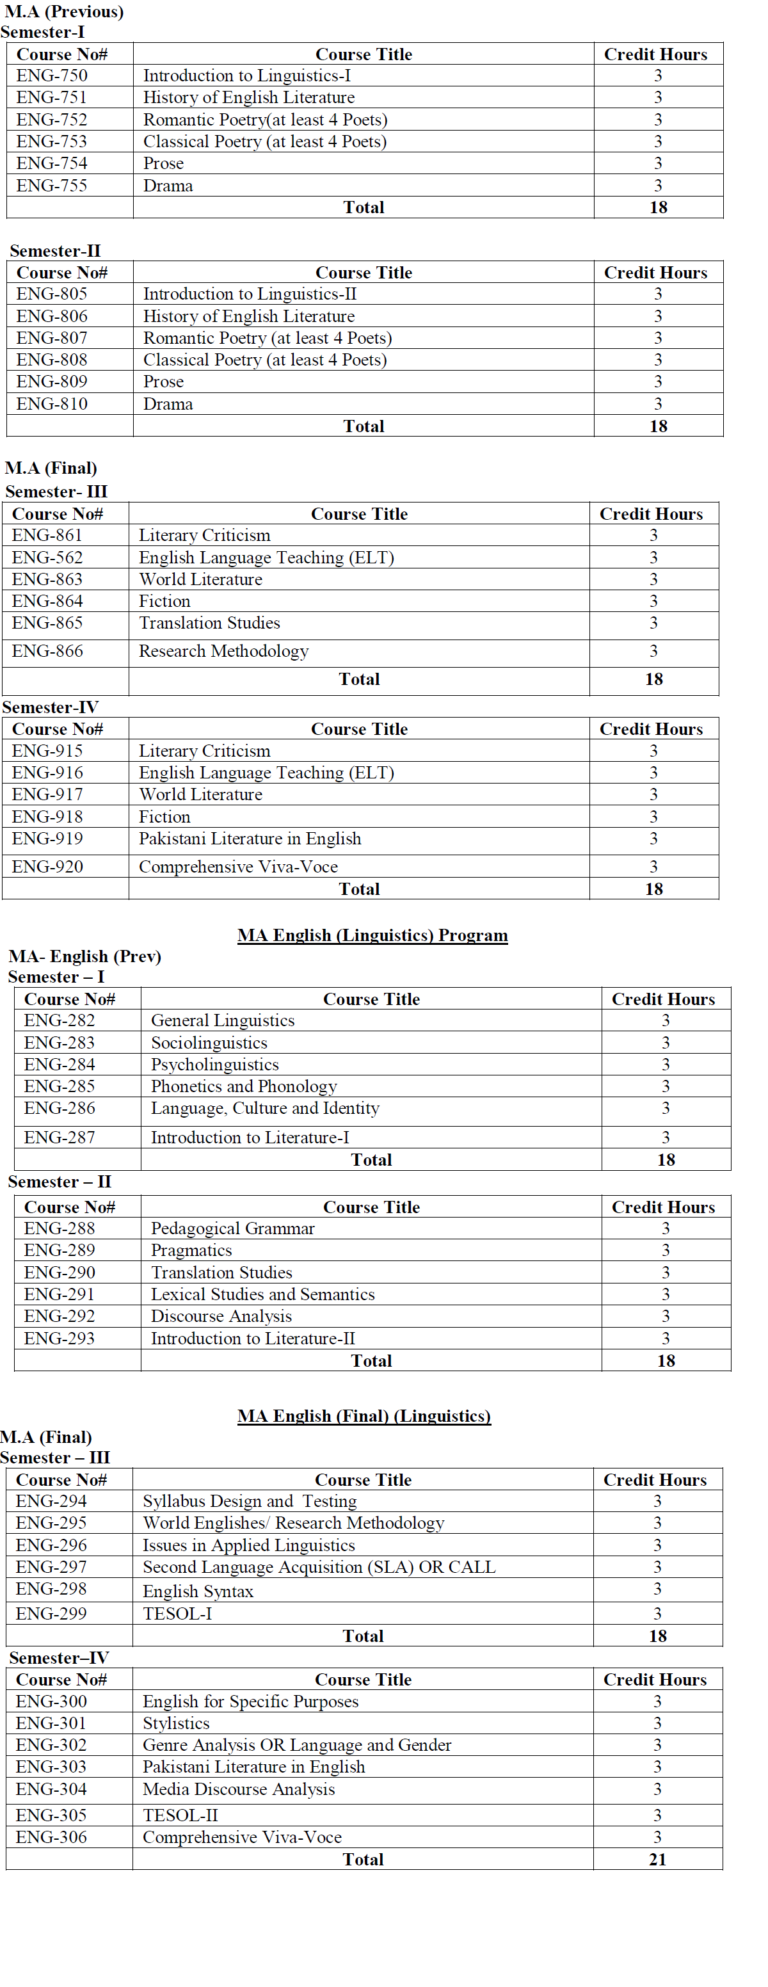 M.A (Previous)
Semester-I
Course No# Course Title Credit Hours
ENG-750 Introduction to Linguistics-I 3
ENG-751 History of English Literature 3
ENG-752 Romantic Poetry(at least 4 Poets) 3
ENG-753 Classical Poetry (at least 4 Poets) 3
ENG-754 Prose 3
ENG-755 Drama 3
Total 18
Semester-II
Course No# Course Title Credit Hours
ENG-805 Introduction to Linguistics-II 3
ENG-806 History of English Literature 3
ENG-807 Romantic Poetry (at least 4 Poets) 3
ENG-808 Classical Poetry (at least 4 Poets) 3
ENG-809 Prose 3
ENG-810 Drama 3
Total 18
M.A (Final)
Semester- III
Course No# Course Title Credit Hours
ENG-861 Literary Criticism 3
ENG-562 English Language Teaching (ELT) 3
ENG-863 World Literature 3
ENG-864 Fiction 3
ENG-865 Translation Studies 3
ENG-866 Research Methodology 3
Total 18
Semester-IV
Course No# Course Title Credit Hours
ENG-915 Literary Criticism 3
ENG-916 English Language Teaching (ELT) 3
ENG-917 World Literature 3
ENG-918 Fiction 3
ENG-919 Pakistani Literature in English 3
ENG-920 Comprehensive Viva-Voce 3
Total 18
MA English (Linguistics) Program
MA- English (Prev)
Semester – I
Course No# Course Title Credit Hours
ENG-282 General Linguistics 3
ENG-283 Sociolinguistics 3
ENG-284 Psycholinguistics 3
ENG-285 Phonetics and Phonology 3
ENG-286 Language, Culture and Identity 3
ENG-287 Introduction to Literature-I 3
Total 18
Semester – II
Course No# Course Title Credit Hours
ENG-288 Pedagogical Grammar 3
ENG-289 Pragmatics 3
ENG-290 Translation Studies 3
ENG-291 Lexical Studies and Semantics 3
ENG-292 Discourse Analysis 3
ENG-293 Introduction to Literature-II 3
Total 18
MA English (Final) (Linguistics)
M.A (Final)
Semester – III
Course No# Course Title Credit Hours
ENG-294 Syllabus Design and Testing 3
ENG-295 World Englishes/ Research Methodology 3
ENG-296 Issues in Applied Linguistics 3
ENG-297 Second Language Acquisition (SLA) OR CALL 3
ENG-298 English Syntax 3
ENG-299 TESOL-I 3
Total 18
Semester–IV
Course No# Course Title Credit Hours
ENG-300 English for Specific Purposes 3
ENG-301 Stylistics 3
ENG-302 Genre Analysis OR Language and Gender 3
ENG-303 Pakistani Literature in English 3
ENG-304 Media Discourse Analysis 3
ENG-305 TESOL-II 3
ENG-306 Comprehensive Viva-Voce 3
Total 21